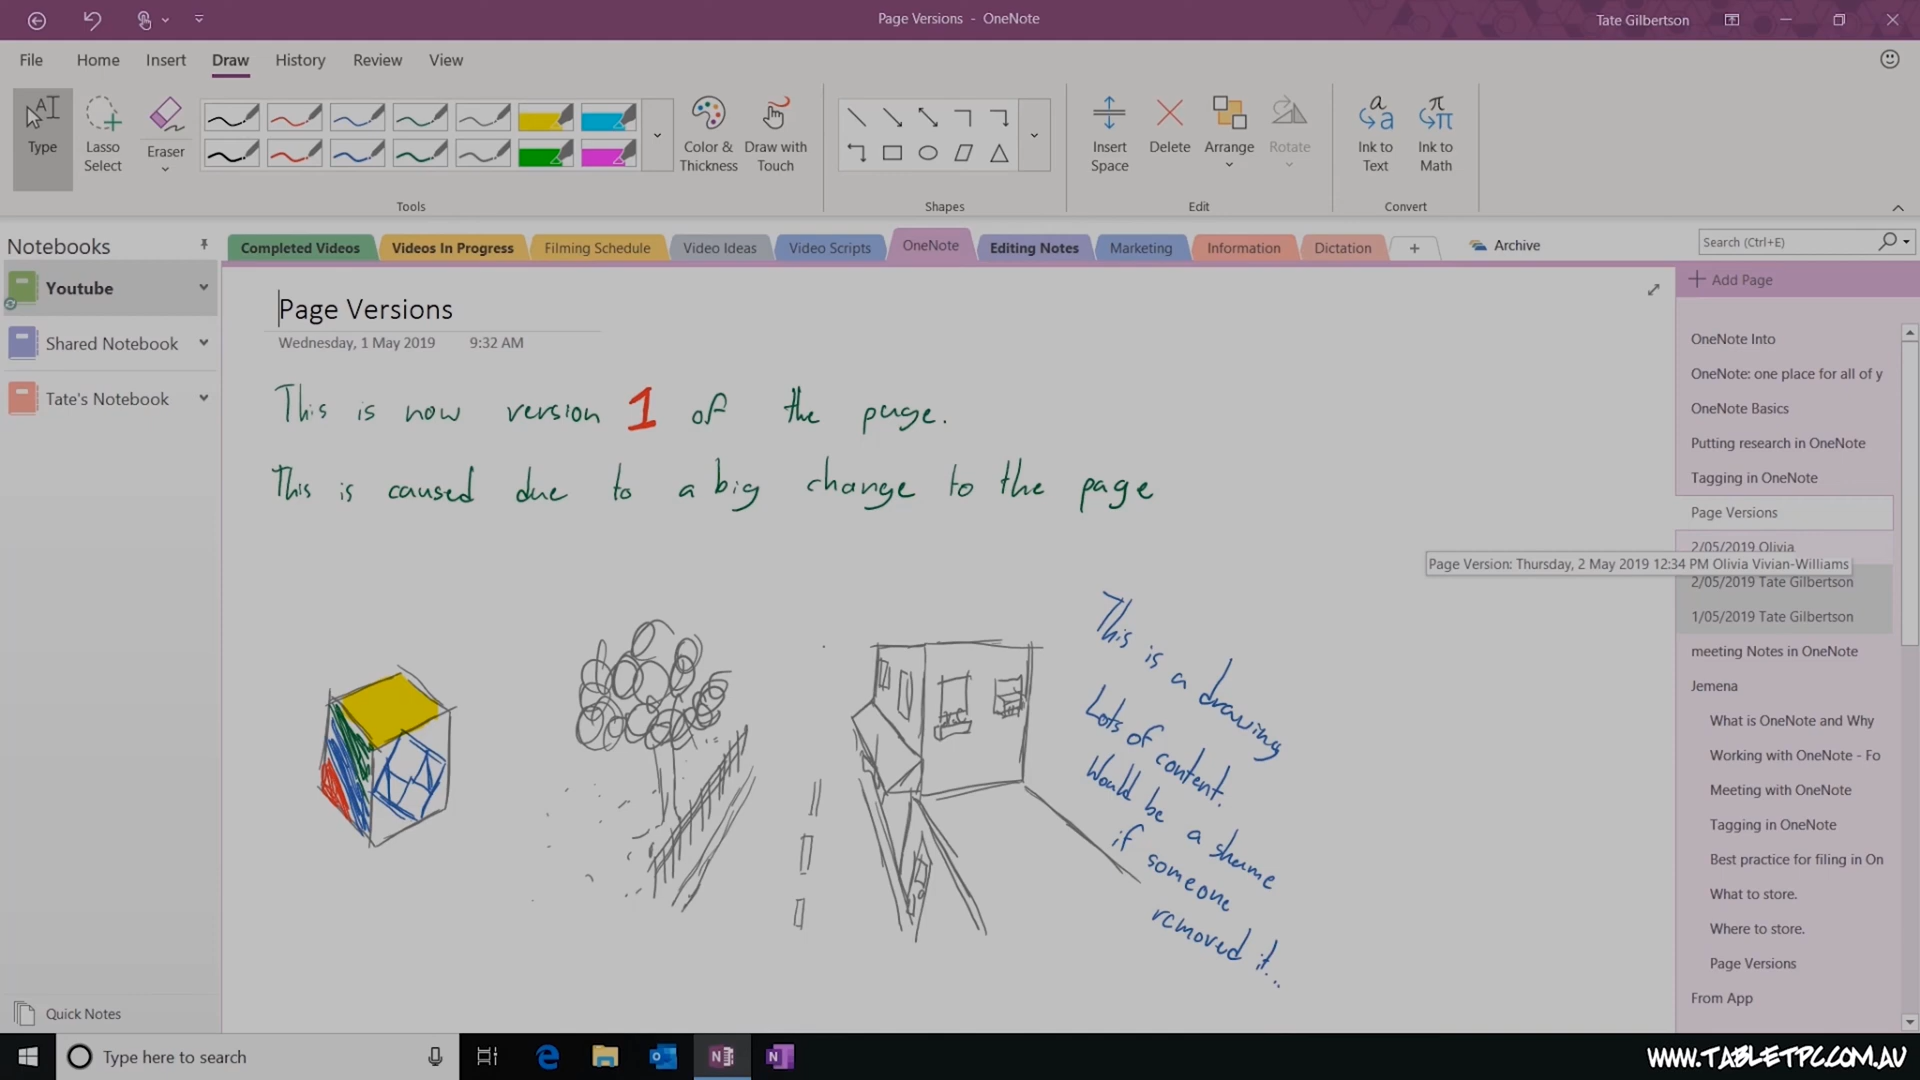 Page Versions - OneNote
Tate Gilbertson
File Home Insert Draw History Review View
Type
Lasso Select
Eraser
Color & Thickness
Draw with Touch
Insert Space
Delete
Arrange
Rotate
Ink to Text
Ink to Math
Tools
Shapes
Edit
Convert
Notebooks
Youtube
Shared Notebook
Tate's Notebook
Quick Notes
Completed Videos
Videos In Progress
Filming Schedule
Video Ideas
Video Scripts
OneNote
Editing Notes
Marketing
Information
Dictation
Archive
Search (Ctrl+E)
Page Versions
Wednesday, 1 May 2019 9:32 AM
This is now version 1 of the page.
This is caused due to a big change to the page
This is a drawing
Lots of content.
Would be a shame
if someone
removed it...
Add Page
OneNote Into
OneNote: one place for all of y
OneNote Basics
Putting research in OneNote
Tagging in OneNote
Page Versions
2/05/2019 Olivia
Page Version: Thursday, 2 May 2019 12:34 PM Olivia Vivian-Williams
2/05/2019 Tate Gilbertson
1/05/2019 Tate Gilbertson
meeting Notes in OneNote
Jemena
What is OneNote and Why
Working with OneNote - Fo
Meeting with OneNote
Tagging in OneNote
Best practice for filing in On
What to store.
Where to store.
Page Versions
From App
Type here to search
WWW.TABLETPC.COM.AU